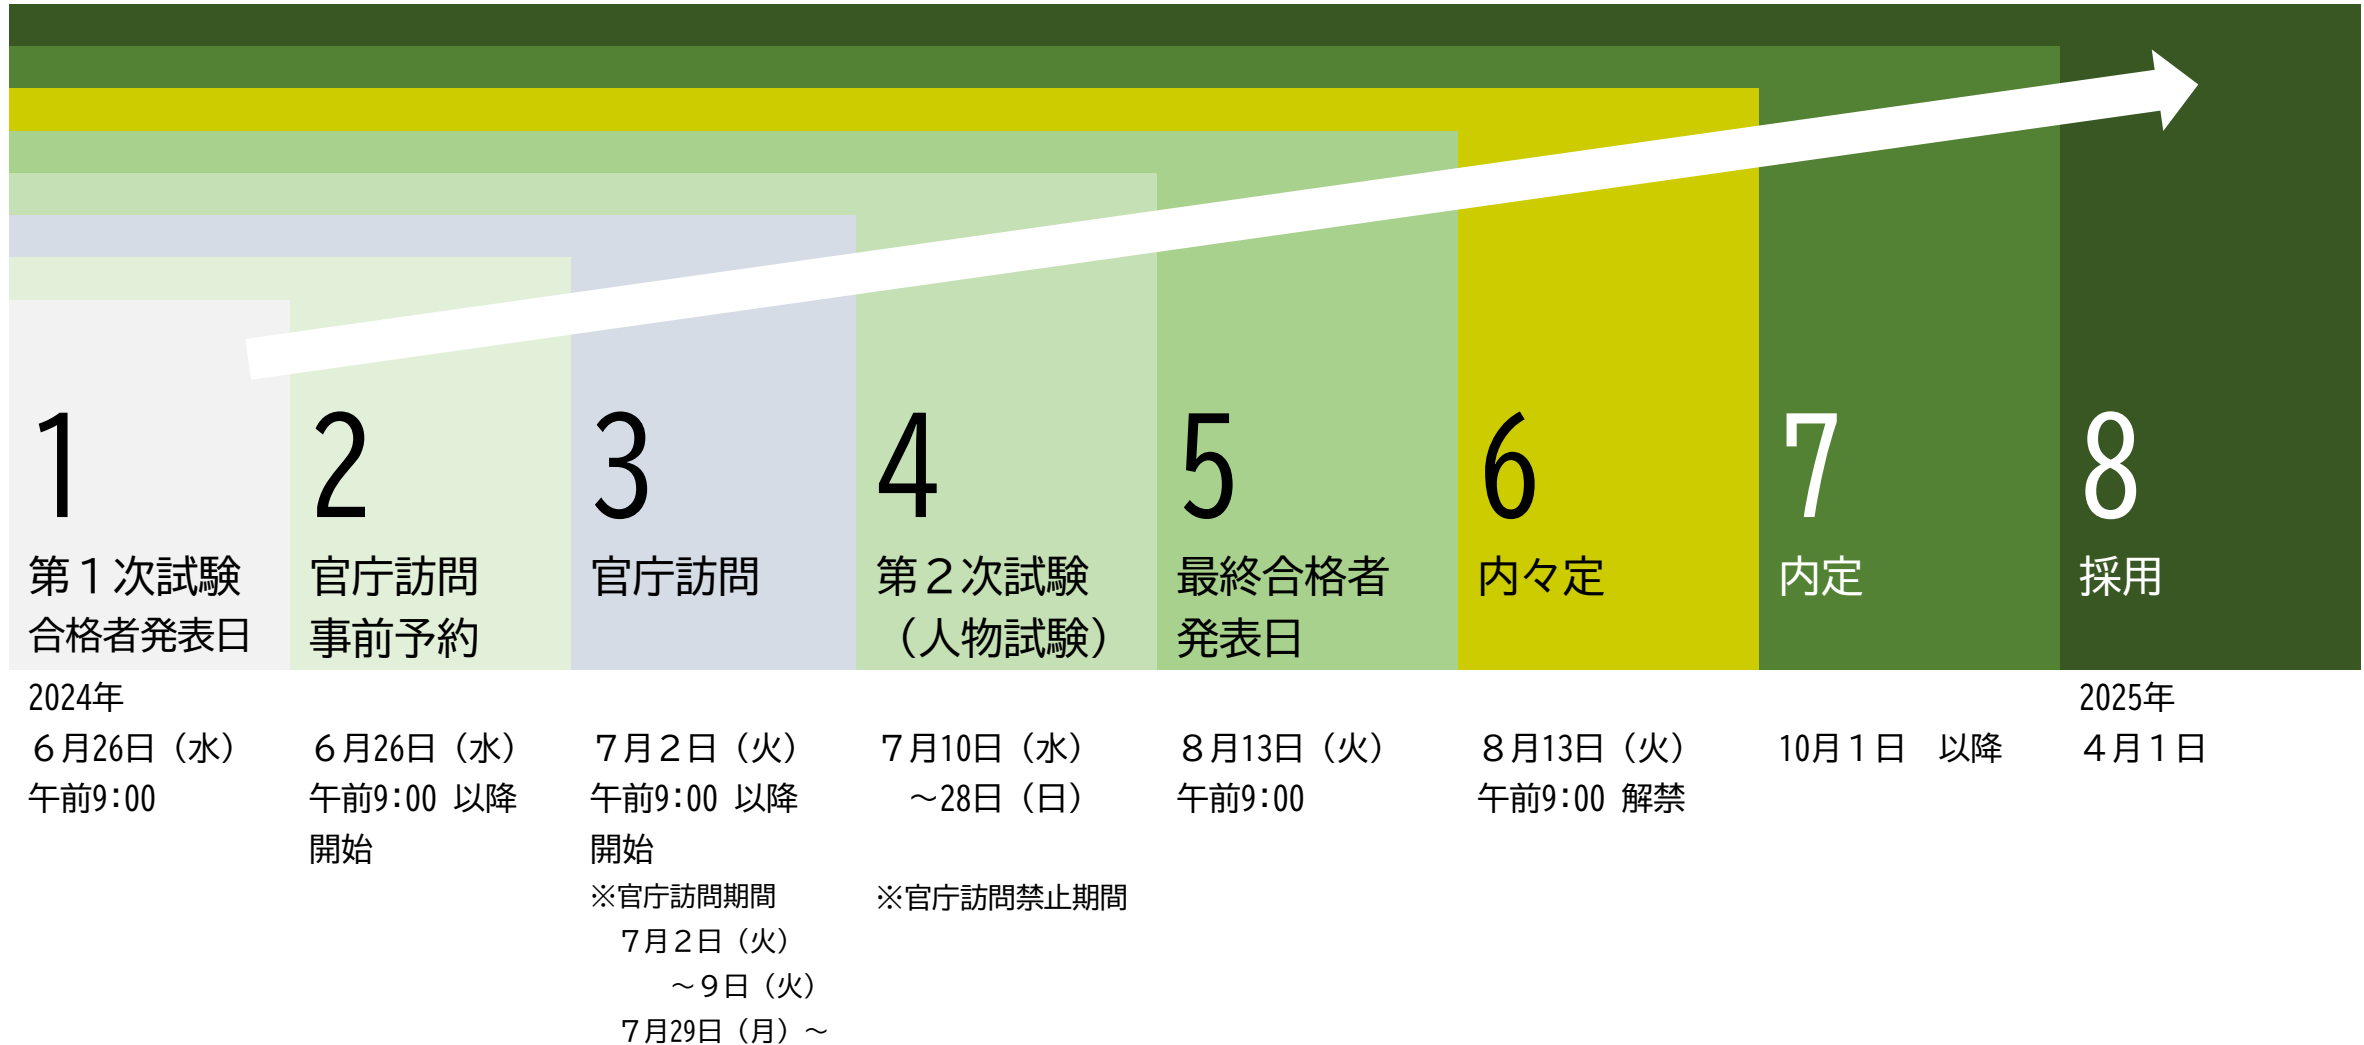 1
第１次試験
合格者発表日
2024年
６月26日（水）
午前9:00
2
官庁訪問
事前予約
６月26日（水）
午前9:00 以降
開始
3
官庁訪問
７月２日（火）
午前9:00 以降
開始
※官庁訪問期間
７月２日（火）
～９日（火）
７月29日（月）～
4
第２次試験
（人物試験）
７月10日（水）
～28日（日）
※官庁訪問禁止期間
5
最終合格者
発表日
８月13日（火）
午前9:00
6
内々定
８月13日（火）
午前9:00 解禁
7
内定
10月１日　以降
8
採用
2025年
４月１日